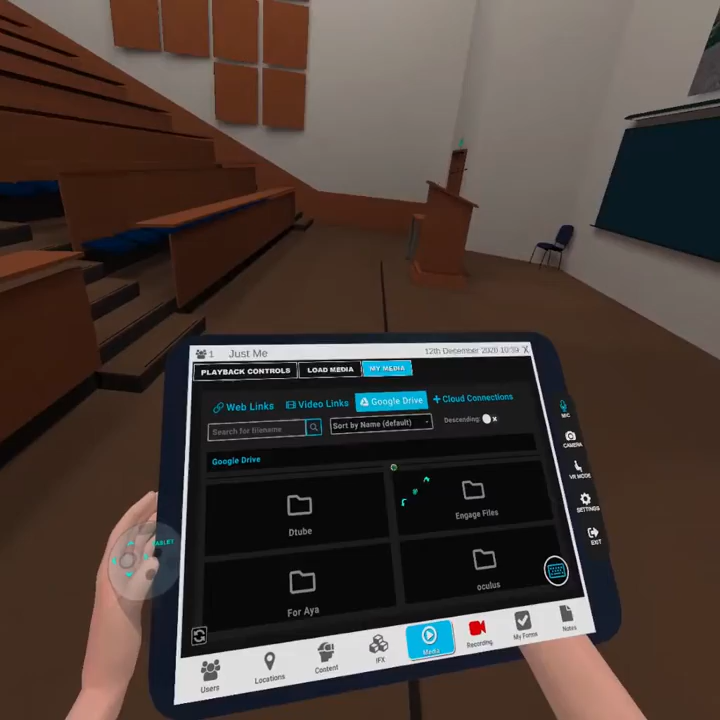 1 Just Me 12th December 2020 10:39 X
PLAYBACK CONTROLS LOAD MEDIA MY MEDIA
Web Links Video Links Google Drive + Cloud Connections
Search for filename Sort by Name (default) Descending: x
Google Drive
Dtube Engage Files
For Aya oculus
Users Locations Content IFX Media Recording My Forms Notes
MIC
CAMERA
VR MODE
SETTINGS
EXIT